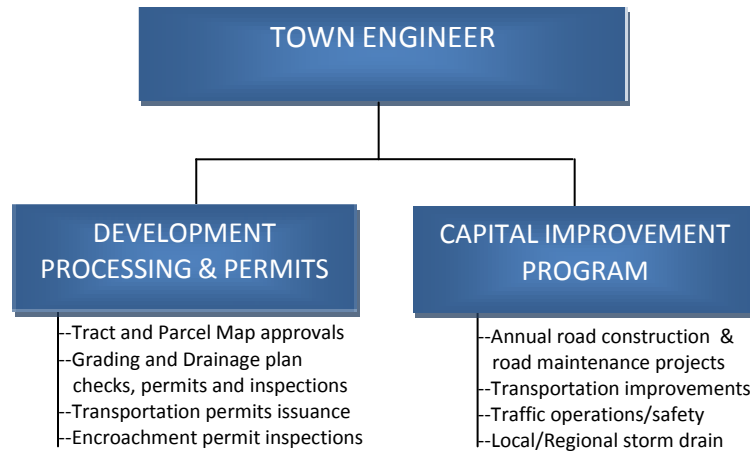 TOWN ENGINEER
DEVELOPMENT
PROCESSING & PERMITS
--Tract and Parcel Map approvals
--Grading and Drainage plan
checks, permits and inspections
--Transportation permits issuance
--Encroachment permit inspections
CAPITAL IMPROVEMENT
PROGRAM
--Annual road construction &
road maintenance projects
--Transportation improvements
--Traffic operations/safety
--Local/Regional storm drain